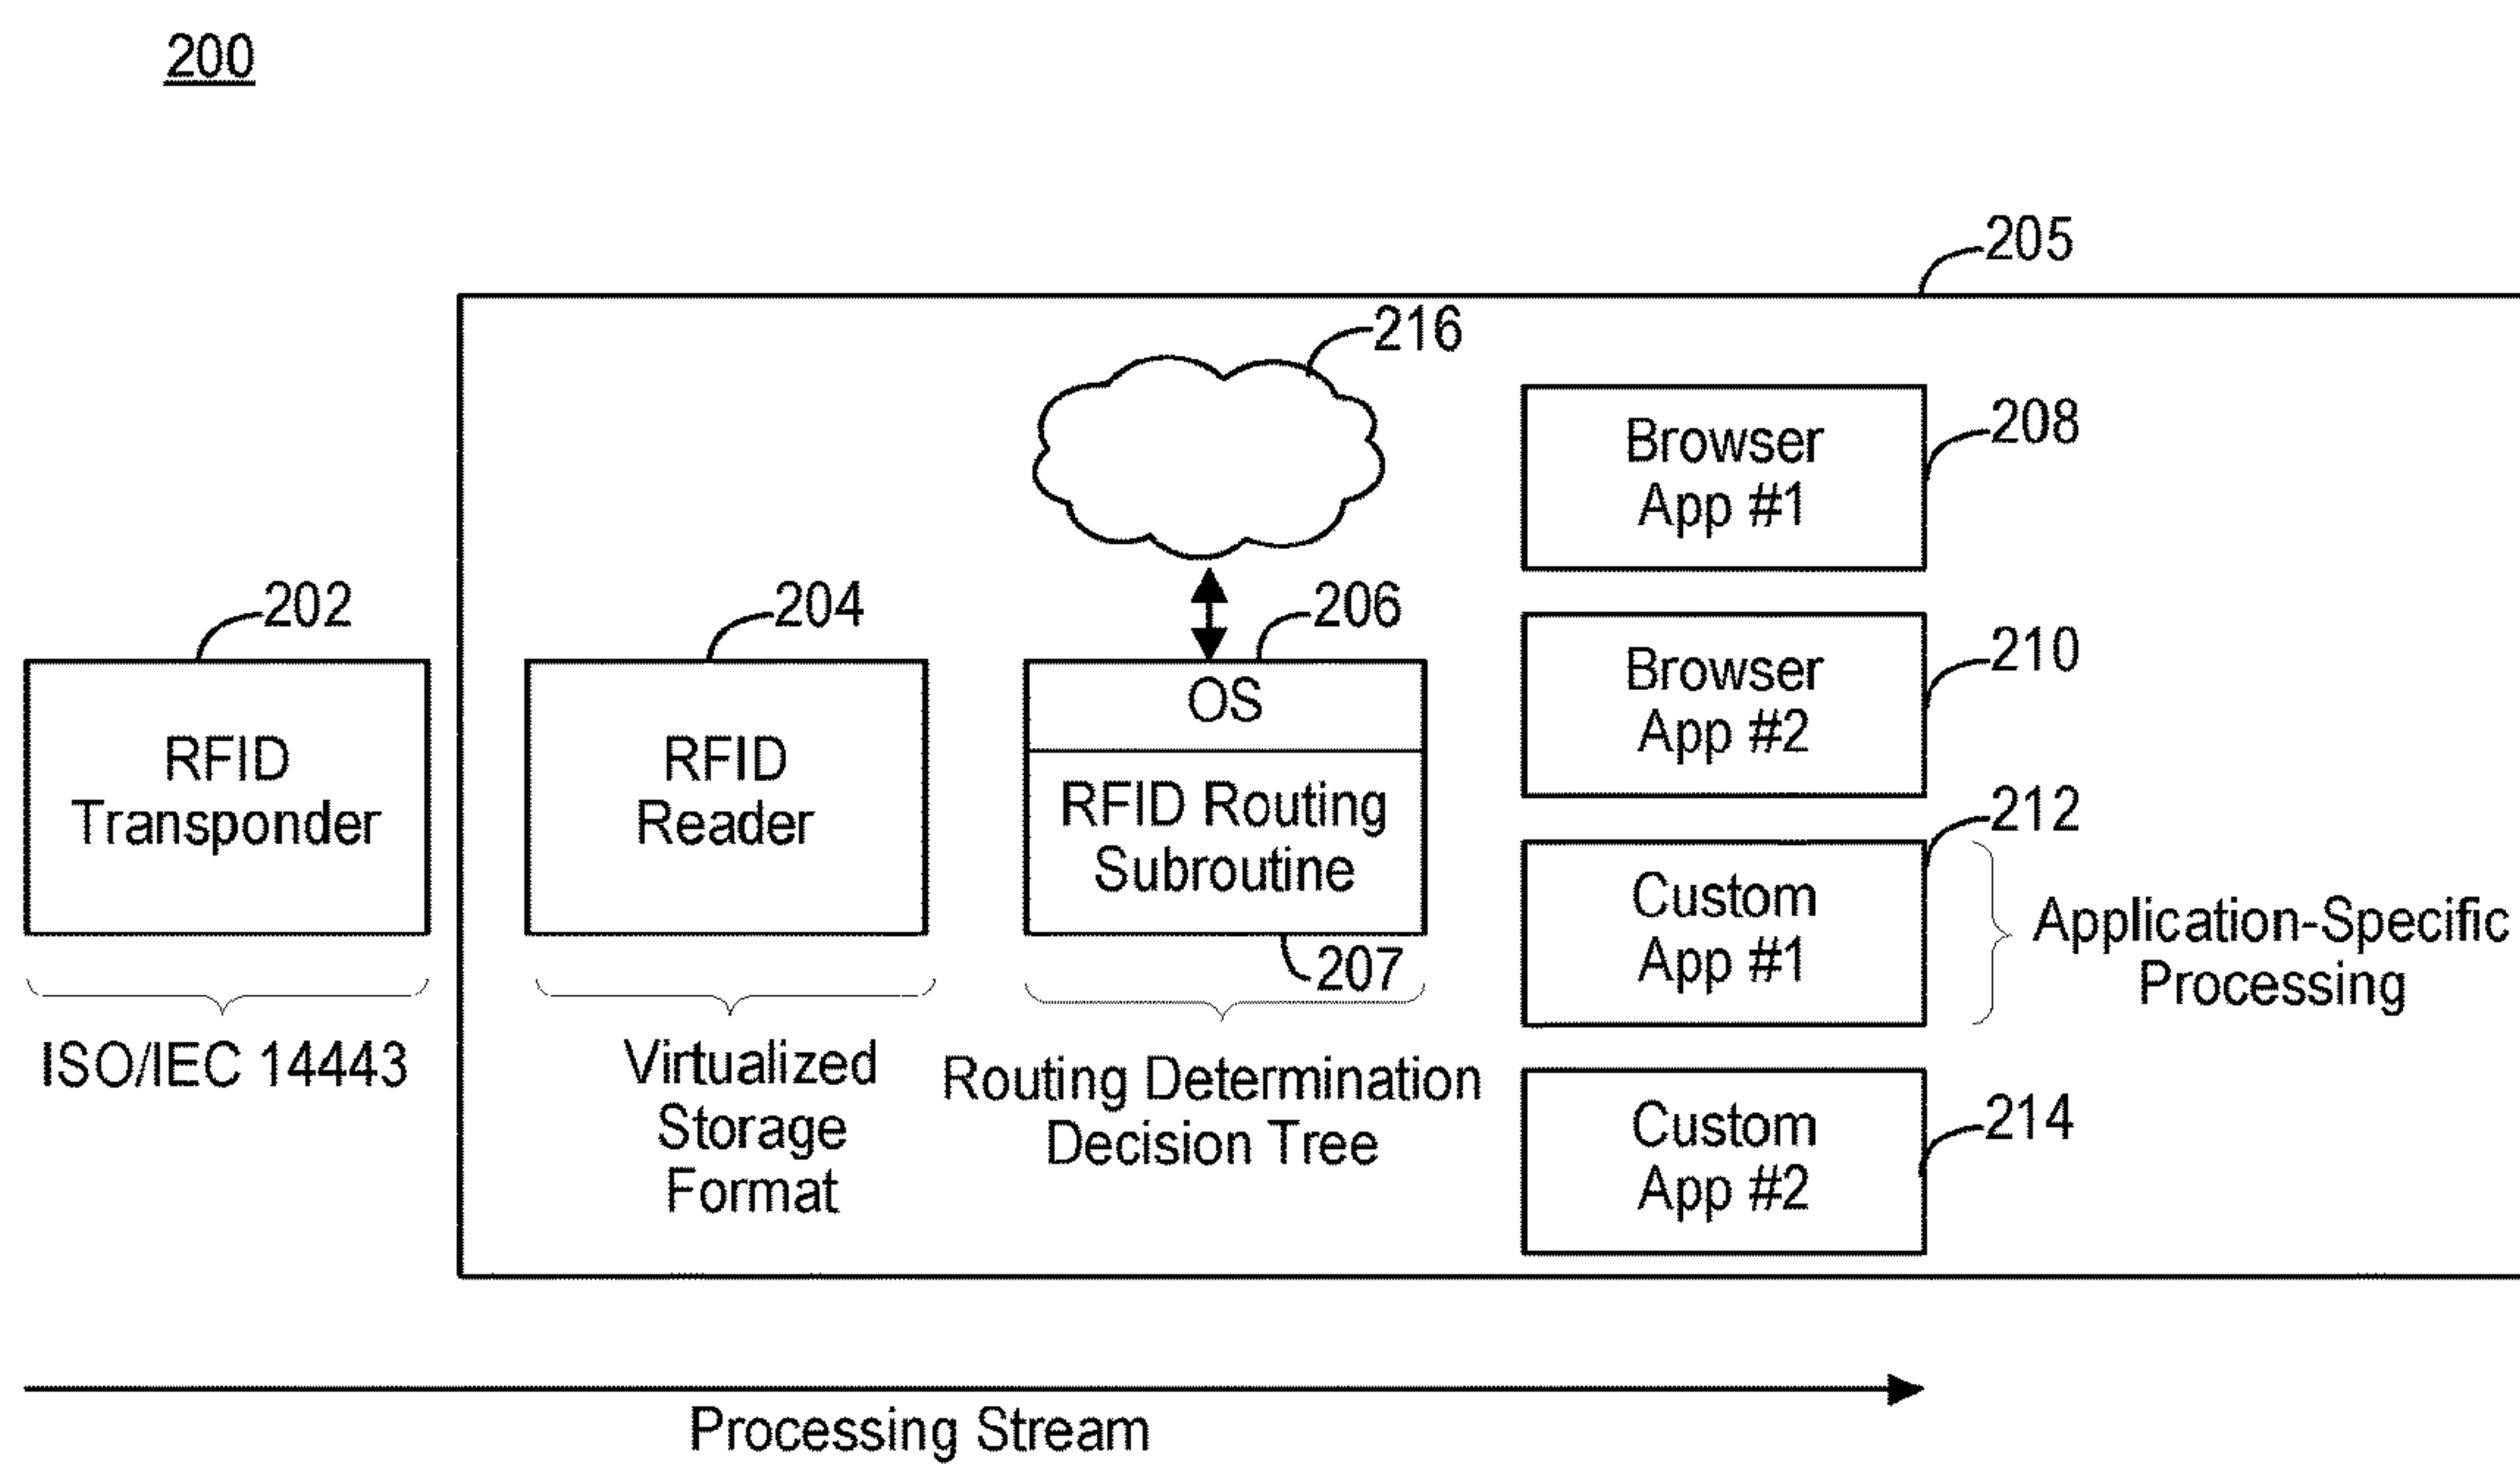 200
205
216
208
Browser
App #1
202
204
206
210
Browser
App #2
RFID
Transponder
RFID
Reader
OS
RFID Routing
Subroutine
207
212
Custom
App #1
Application-Specific
Processing
ISO/IEC 14443
Virtualized
Storage
Format
Routing Determination
Decision Tree
214
Custom
App #2
Processing Stream